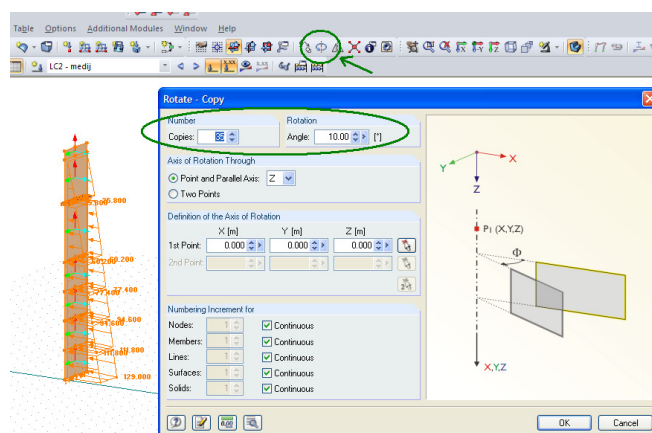 Table Options Additional Modules Window Help
LC2 - medij
Rotate - Copy
Number
Copies: 35
Rotation
Angle: 10.00 [°]
Axis of Rotation Through
Point and Parallel Axis: Z
Two Points
Definition of the Axis of Rotation
X [m] Y [m] Z [m]
1st Point: 0.000 0.000 0.000
2nd Point:
Numbering Increment for
Nodes: 1 Continuous
Members: 1 Continuous
Lines: 1 Continuous
Surfaces: 1 Continuous
Solids: 1 Continuous
Y X
Z
P1 (X,Y,Z)
Φ
X,Y,Z
OK Cancel
129.000